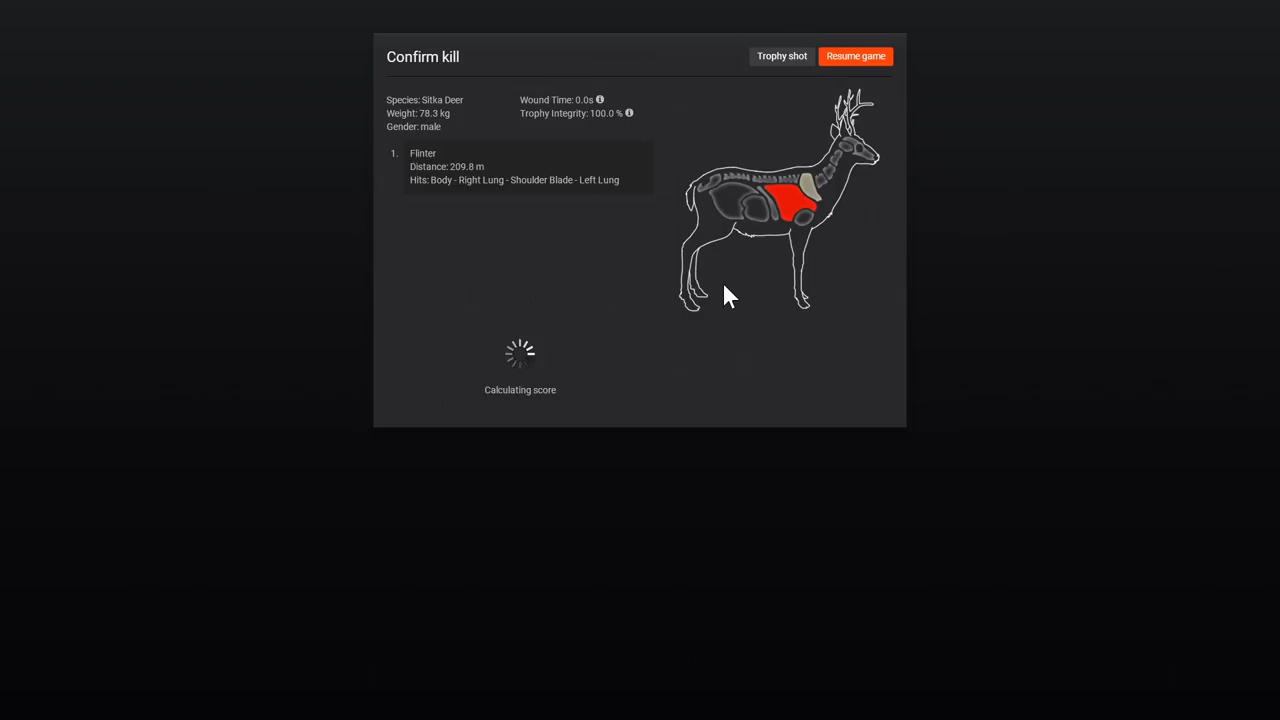 Confirm kill
Trophy shot
Resume game
Species: Sitka Deer
Weight: 78.3 kg
Gender: male
Wound Time: 0.0s
Trophy Integrity: 100.0 %
1. Flinter
Distance: 209.8 m
Hits: Body - Right Lung - Shoulder Blade - Left Lung
Calculating score